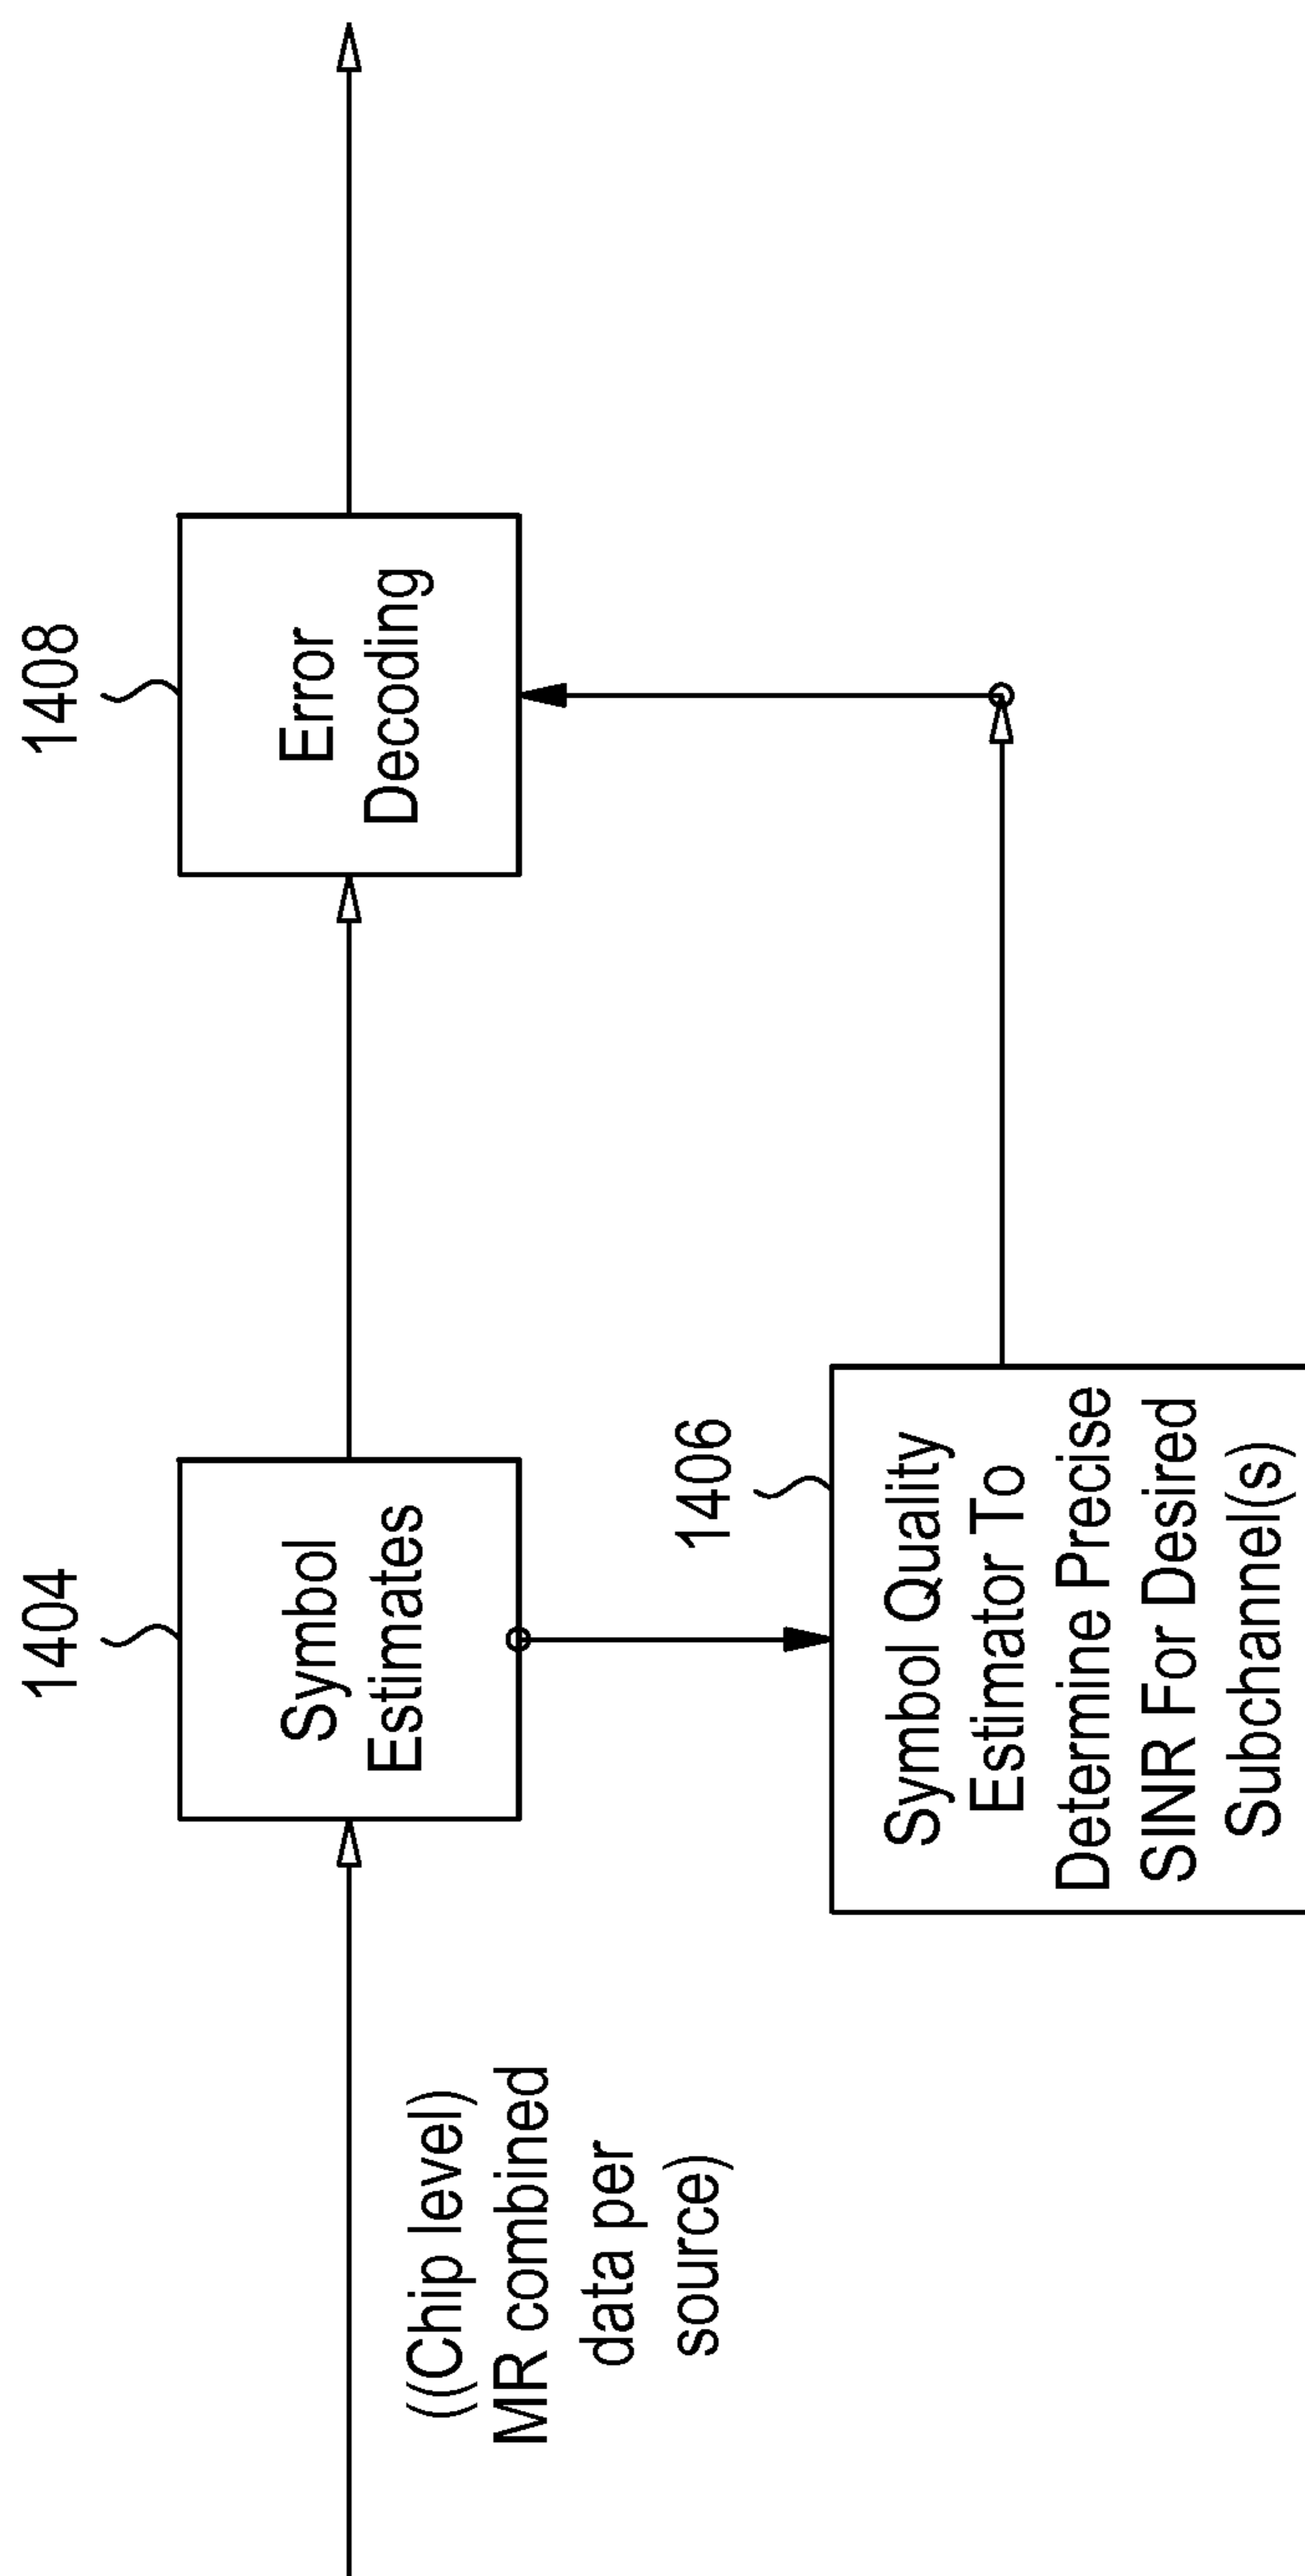 ((Chip level)
MR combined
data per
source)
1404
Symbol
Estimates
1406
Symbol Quality
Estimator To
Determine Precise
SINR For Desired
Subchannel(s)
1408
Error
Decoding